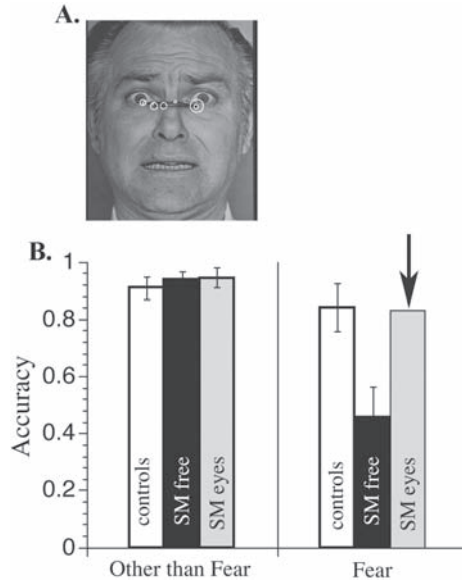 A.
B.
Accuracy
1
0.8
0.6
0.4
0.2
0
controls
SM free
SM eyes
controls
SM free
SM eyes
Other than Fear
Fear